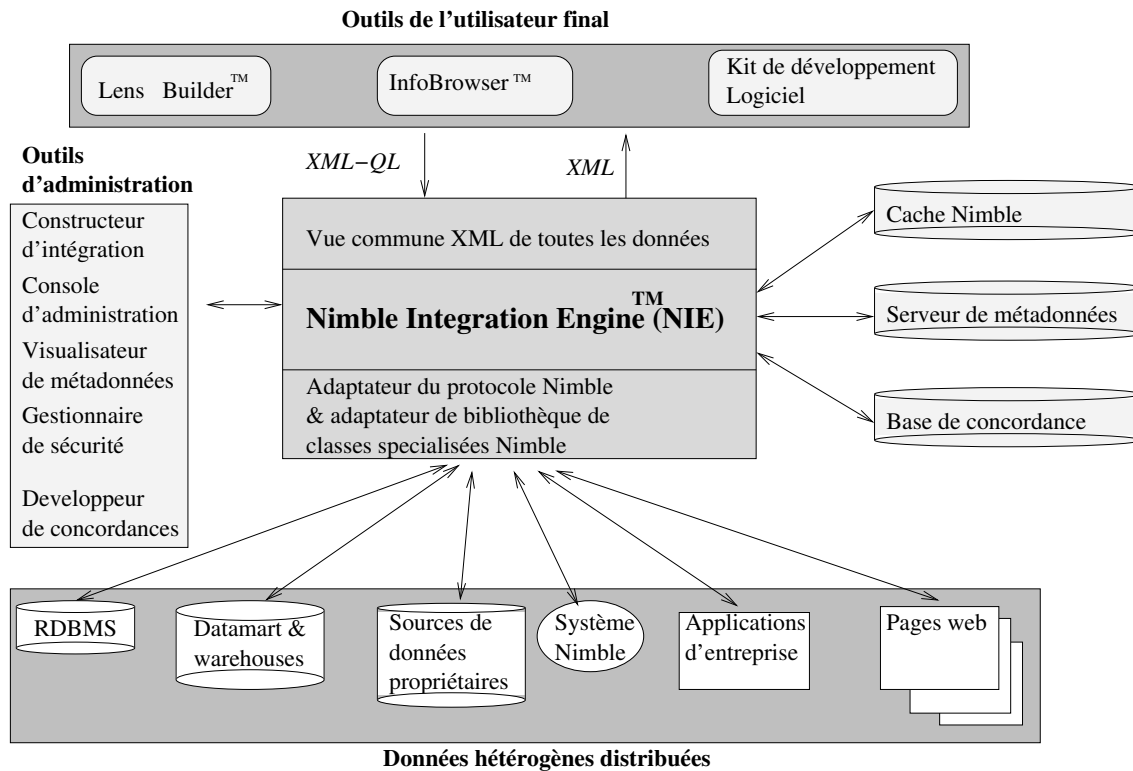 Outils de l'utilisateur final
Lens Builder™
InfoBrowser™
Kit de développement
Logiciel
XML-QL
XML
Outils
d'administration
Constructeur
d'intégration
Console
d'administration
Visualisateur
de métadonnées
Gestionnaire
de sécurité
Developpeur
de concordances
Vue commune XML de toutes les données
Nimble Integration Engine™ (NIE)
Adaptateur du protocole Nimble
& adaptateur de bibliothèque de
classes specialisées Nimble
Cache Nimble
Serveur de métadonnées
Base de concordance
RDBMS
Datamart &
warehouses
Sources de
données
propriétaires
Système
Nimble
Applications
d'entreprise
Pages web
Données hétérogènes distribuées